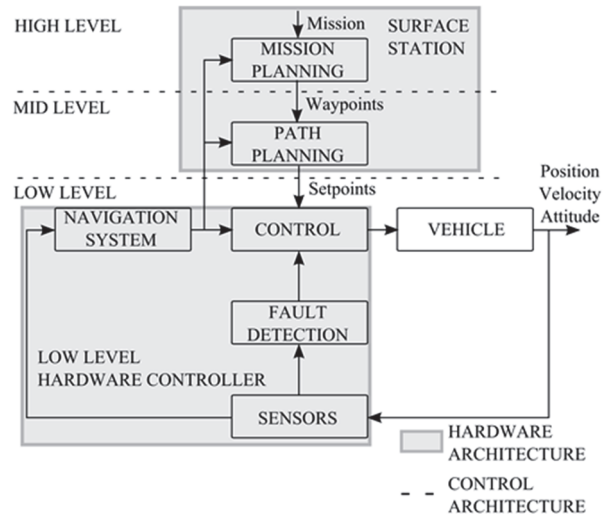 HIGH LEVEL
Mission
SURFACE
STATION
MISSION
PLANNING
MID LEVEL
Waypoints
PATH
PLANNING
LOW LEVEL
Setpoints
Position
Velocity
Attitude
NAVIGATION
SYSTEM
CONTROL
VEHICLE
FAULT
DETECTION
LOW LEVEL
HARDWARE CONTROLLER
SENSORS
HARDWARE
ARCHITECTURE
CONTROL
ARCHITECTURE